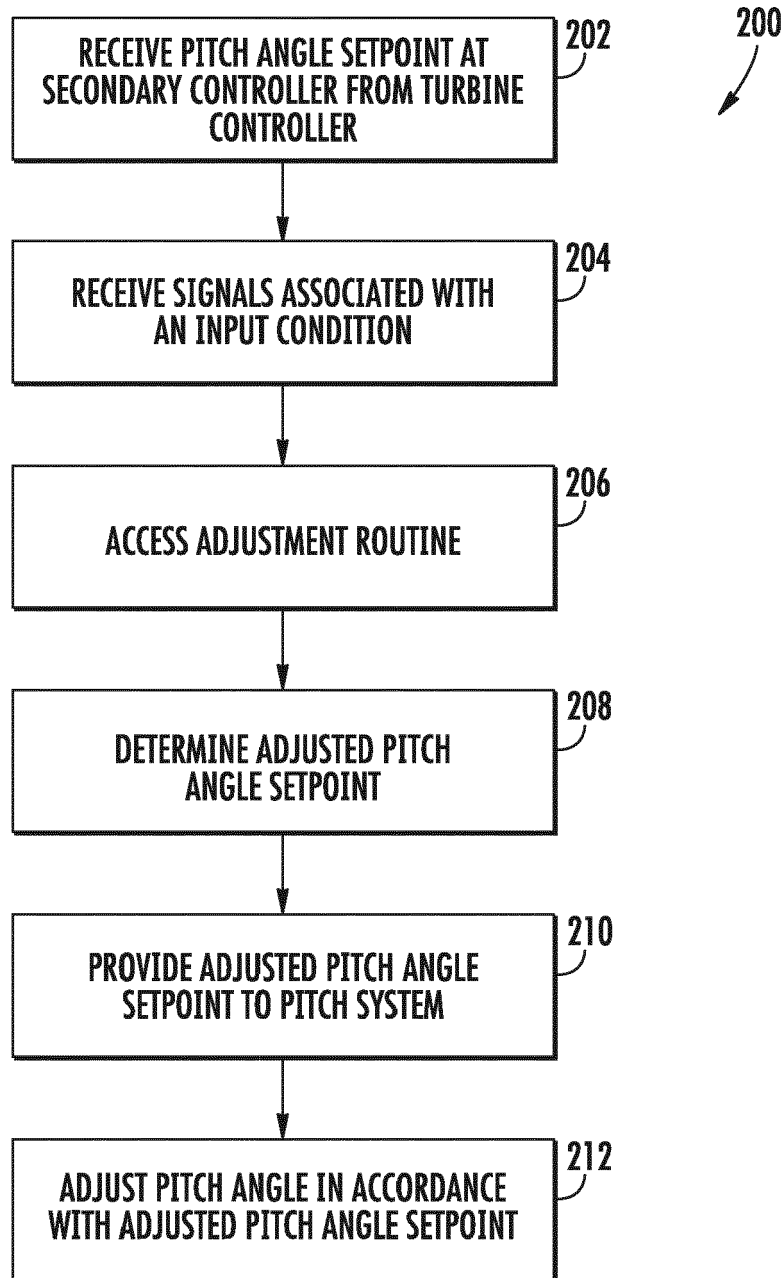 200
202
RECEIVE PITCH ANGLE SETPOINT AT
SECONDARY CONTROLLER FROM TURBINE
CONTROLLER
204
RECEIVE SIGNALS ASSOCIATED WITH
AN INPUT CONDITION
206
ACCESS ADJUSTMENT ROUTINE
208
DETERMINE ADJUSTED PITCH
ANGLE SETPOINT
210
PROVIDE ADJUSTED PITCH ANGLE
SETPOINT TO PITCH SYSTEM
212
ADJUST PITCH ANGLE IN ACCORDANCE
WITH ADJUSTED PITCH ANGLE SETPOINT